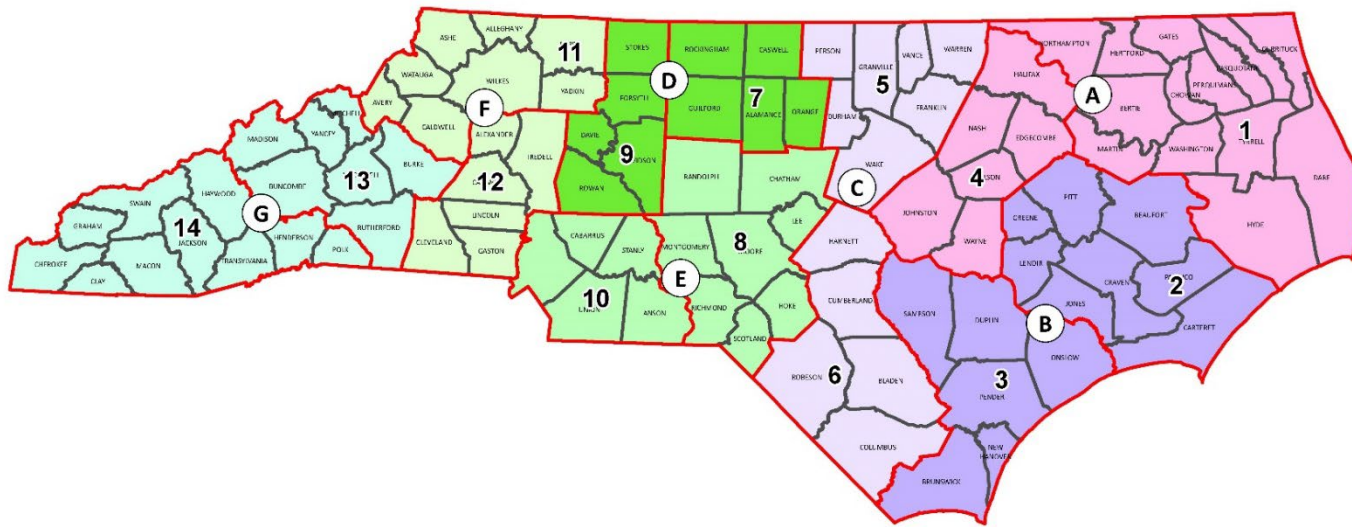 ALLEGHANY
ASHE
11
STOKES
ROCKINGHAM
CASWELL
PERSON
GRANVILLE
VANCE
WARREN
NORTHAMPTON
GATES
HERTFORD
WATAUGA
WILKES
D
5
HALIFAX
A
PERQUIMANS
YADKIN
FORSYTH
BERTIE
CHOWAN
AVERY
F
7
FRANKLIN
CALDWELL
ALEXANDER
GUILFORD
ALAMANCE
ORANGE
DURHAM
MADISON
YANCEY
DAVIE
NASH
EDGECOMBE
MARTIN
WASHINGTON
1
BURKE
IREDELL
9
WAKE
HAYWOOD
BUNCOMBE
13
12
ROWAN
RANDOLPH
CHATHAM
C
4
DARE
SWAIN
G
LINCOLN
JOHNSTON
PITT
GRAHAM
14
GREENE
BEAUFORT
HYDE
JACKSON
HENDERSON
RUTHERFORD
CLEVELAND
GASTON
CABARRUS
STANLY
MONTGOMERY
8
LEE
HARNETT
WAYNE
CHEROKEE
MACON
TRANSYLVANIA
POLK
LENOIR
CRAVEN
2
CLAY
E
10
ANSON
RICHMOND
HOKE
CUMBERLAND
SAMPSON
DUPLIN
JONES
B
CARTERET
SCOTLAND
ONSLOW
ROBESON
6
BLADEN
3
PENDER
COLUMBUS
NEW
HANOVER
BRUNSWICK